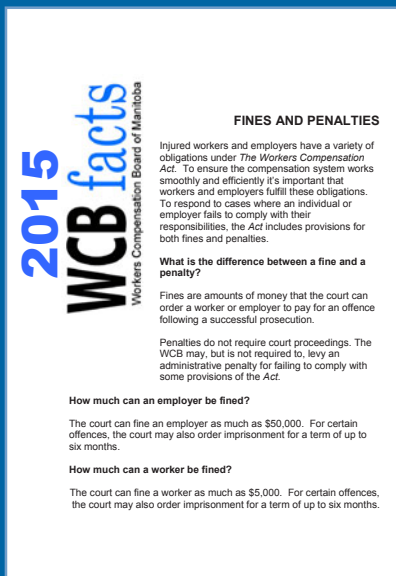 2015
WCB facts
Workers Compensation Board of Manitoba
FINES AND PENALTIES
Injured workers and employers have a variety of
obligations under The Workers Compensation
Act.  To ensure the compensation system works
smoothly and efficiently it's important that
workers and employers fulfill these obligations.
To respond to cases where an individual or
employer fails to comply with their
responsibilities, the Act includes provisions for
both fines and penalties.
What is the difference between a fine and a
penalty?
Fines are amounts of money that the court can
order a worker or employer to pay for an offence
following a successful prosecution.
Penalties do not require court proceedings. The
WCB may, but is not required to, levy an
administrative penalty for failing to comply with
some provisions of the Act.
How much can an employer be fined?
The court can fine an employer as much as $50,000.  For certain
offences, the court may also order imprisonment for a term of up to
six months.
How much can a worker be fined?
The court can fine a worker as much as $5,000.  For certain offences,
the court may also order imprisonment for a term of up to six months.